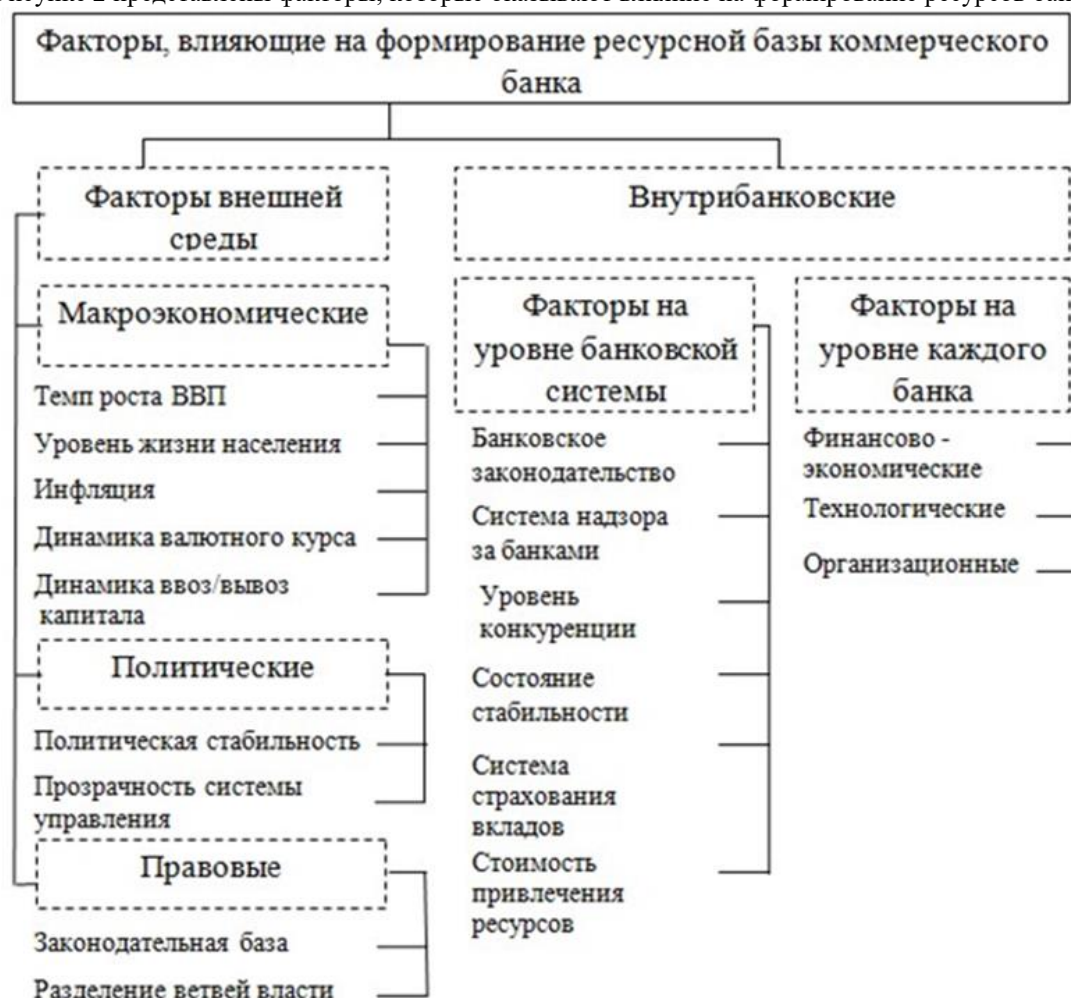 Факторы, влияющие на формирование ресурсной базы коммерческого
банка
Факторы внешней
среды
Макроэкономические
Темп роста ВВП
Уровень жизни населения
Инфляция
Динамика валютного курса
Динамика ввоз/вывоз
капитала
Политические
Политическая стабильность
Прозрачность системы
управления
Правовые
Законодательная база
Разделение ветвей власти
Внутрибанковские
Факторы на
уровне банковской
системы
Банковское
законодательство
Система надзора
за банками
Уровень
конкуренции
Состояние
стабильности
Система
страхования
вкладов
Стоимость
привлечения
ресурсов
Факторы на
уровне каждого
банка
Финансово -
экономические
Технологические
Организационные